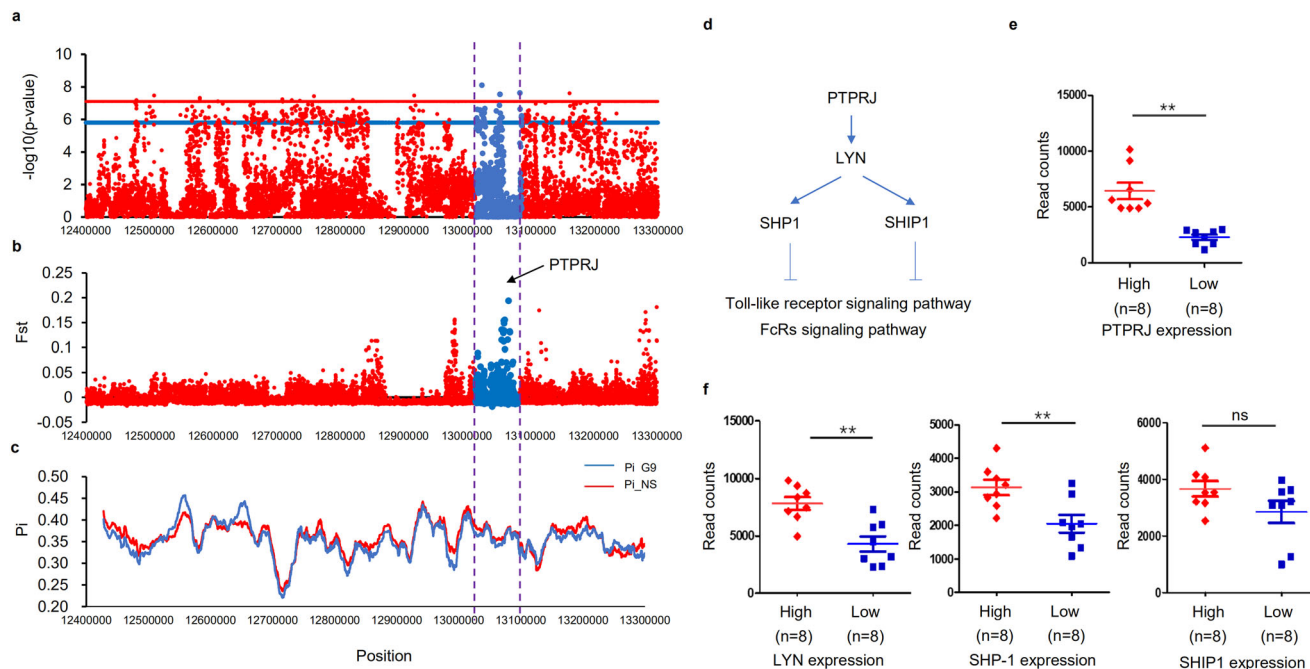 a
10
8
6
4
2
0
-log10(p-value)
12400000 12500000 12600000 12700000 12800000 12900000 13000000 13100000 13200000 13300000
b
PTPRJ
0.25
0.2
0.15
0.1
0.05
0
-0.05
Fst
12400000 12500000 12600000 12700000 12800000 12900000 13000000 13100000 13200000 13300000
c
Pi_G9
Pi_NS
0.50
0.45
0.40
0.35
0.30
0.25
0.20
Pi
12400000 12500000 12600000 12700000 12800000 12900000 13000000 13100000 13200000 13300000
Position
d
PTPRJ
LYN
SHP1 SHIP1
Toll-like receptor signaling pathway
FcRs signaling pathway
e
15000
10000
5000
0
Read counts
**
High Low
(n=8) (n=8)
PTPRJ expression
f
15000
10000
5000
0
Read counts
**
High Low
(n=8) (n=8)
LYN expression
5000
4000
3000
2000
1000
0
Read counts
**
High Low
(n=8) (n=8)
SHP-1 expression
6000
4000
2000
0
Read counts
ns
High Low
(n=8) (n=8)
SHIP1 expression